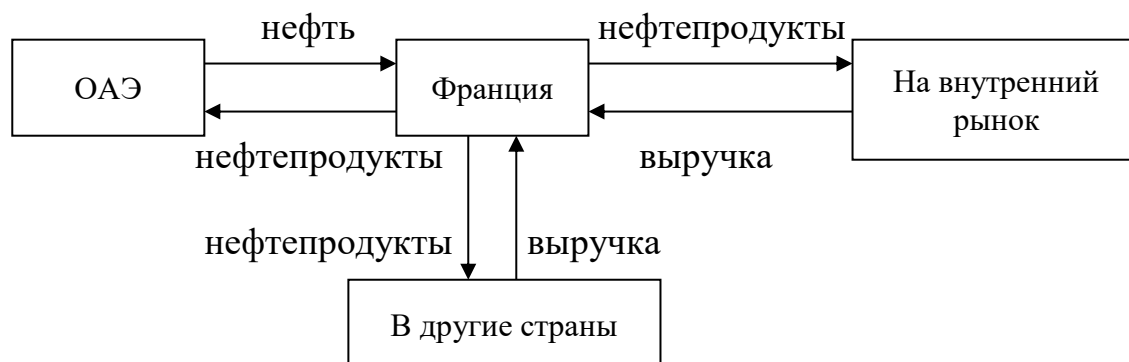 нефть
нефтепродукты
ОАЭ
Франция
На внутренний
рынок
нефтепродукты
выручка
нефтепродукты
выручка
В другие страны